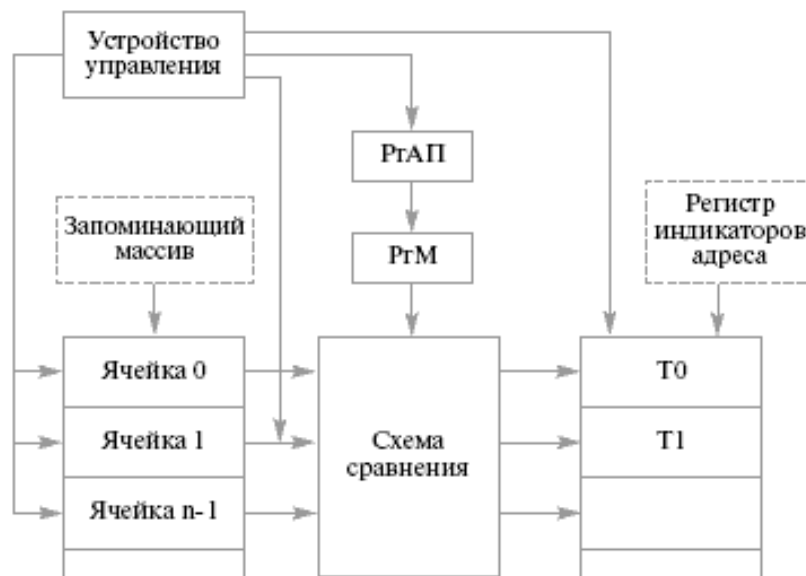 Устройство
управления
РгАП
Запоминающий
массив
РгМ
Регистр
индикаторов
адреса
Ячейка 0
Т0
Ячейка 1
Схема
сравнения
Т1
Ячейка n-1